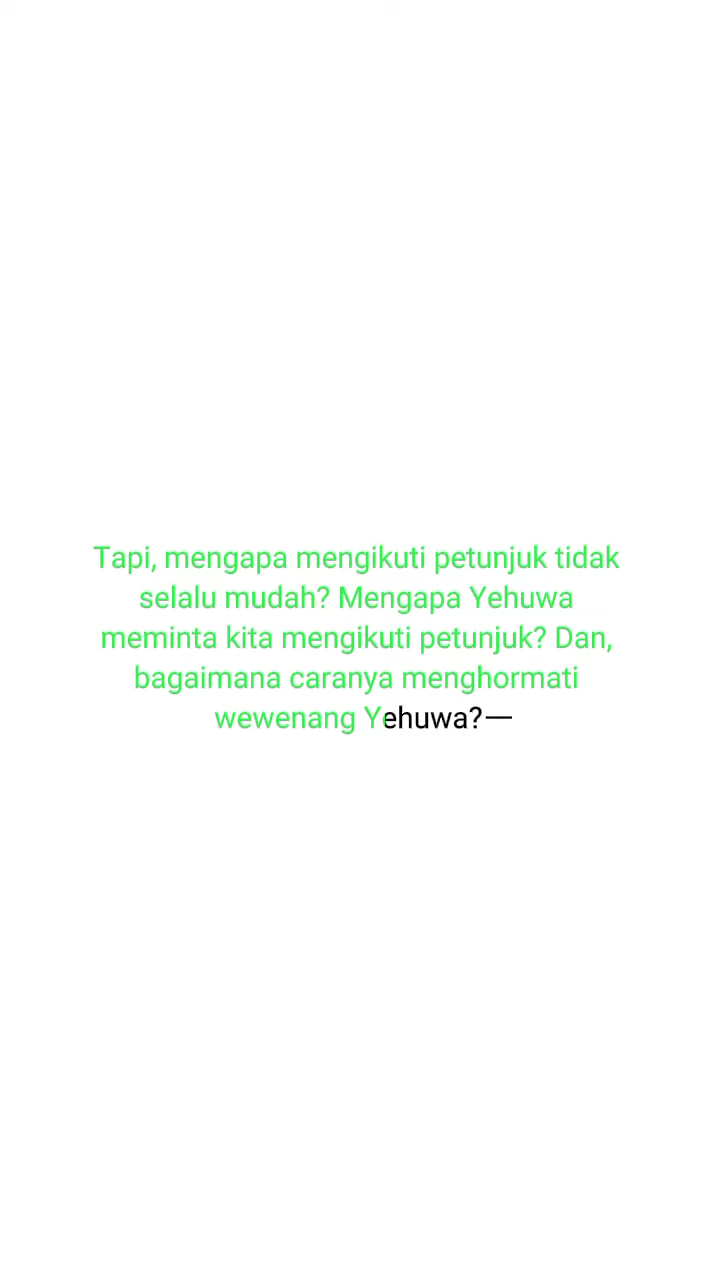 Tapi, mengapa mengikuti petunjuk tidak
selalu mudah? Mengapa Yehuwa
meminta kita mengikuti petunjuk? Dan,
bagaimana caranya menghormati
wewenang Yehuwa?—